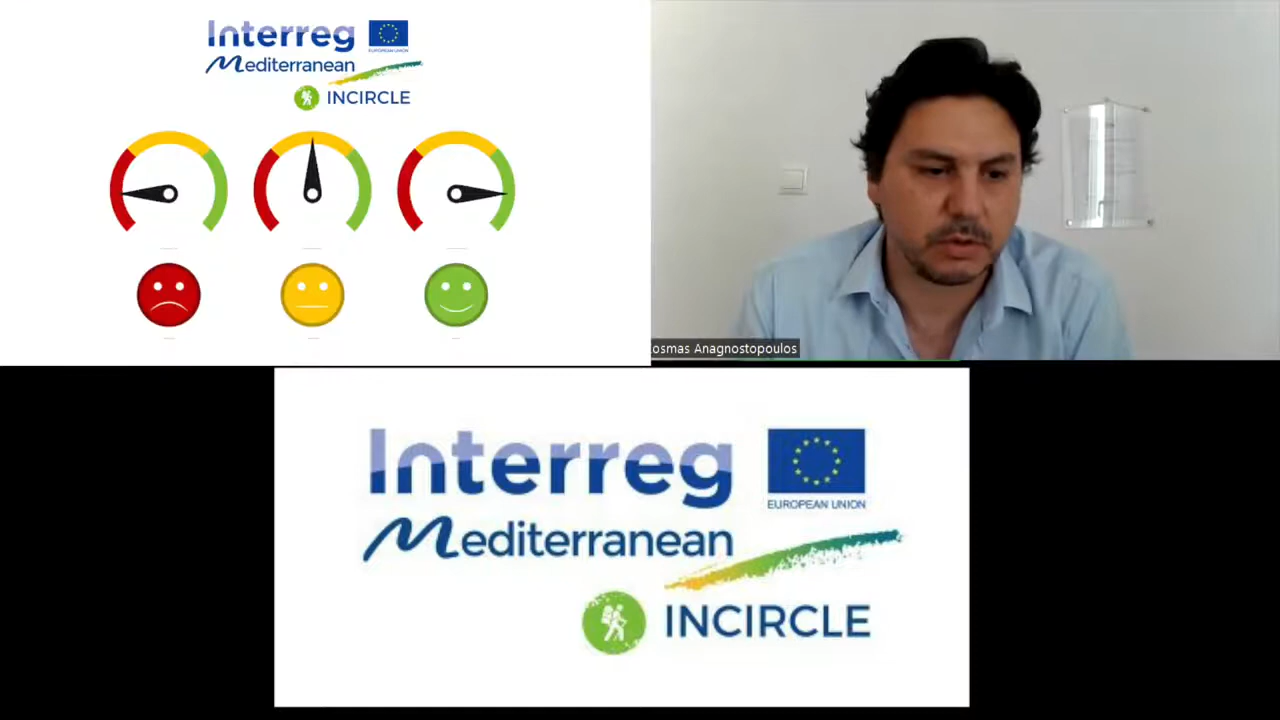 Interreg
EUROPEAN UNION
Mediterranean
INCIRCLE
osmas Anagnostopoulos
Interreg
EUROPEAN UNION
Mediterranean
INCIRCLE